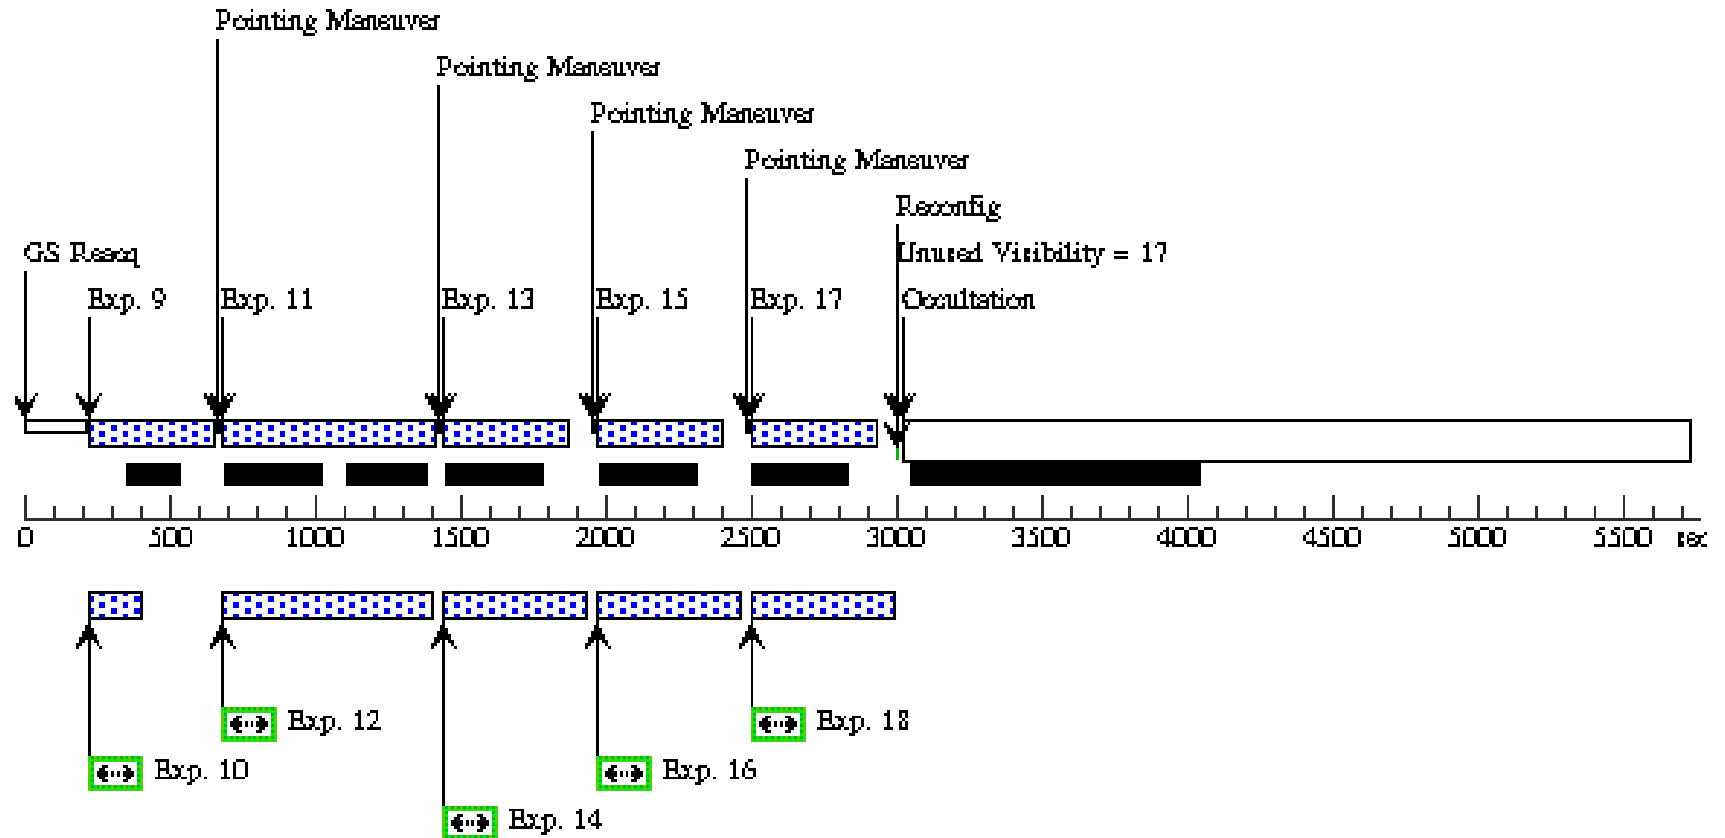 Pointing Maneuver
Pointing Maneuver
Pointing Maneuver
Pointing Maneuver
Reconfig
GS Reacq
Unused Visibility = 17
Exp. 9
Exp. 11
Exp. 13
Exp. 15
Exp. 17
Occultation
0
500
1000
1500
2000
2500
3000
3500
4000
4500
5000
5500
sec
Exp. 12
Exp. 18
Exp. 10
Exp. 16
Exp. 14